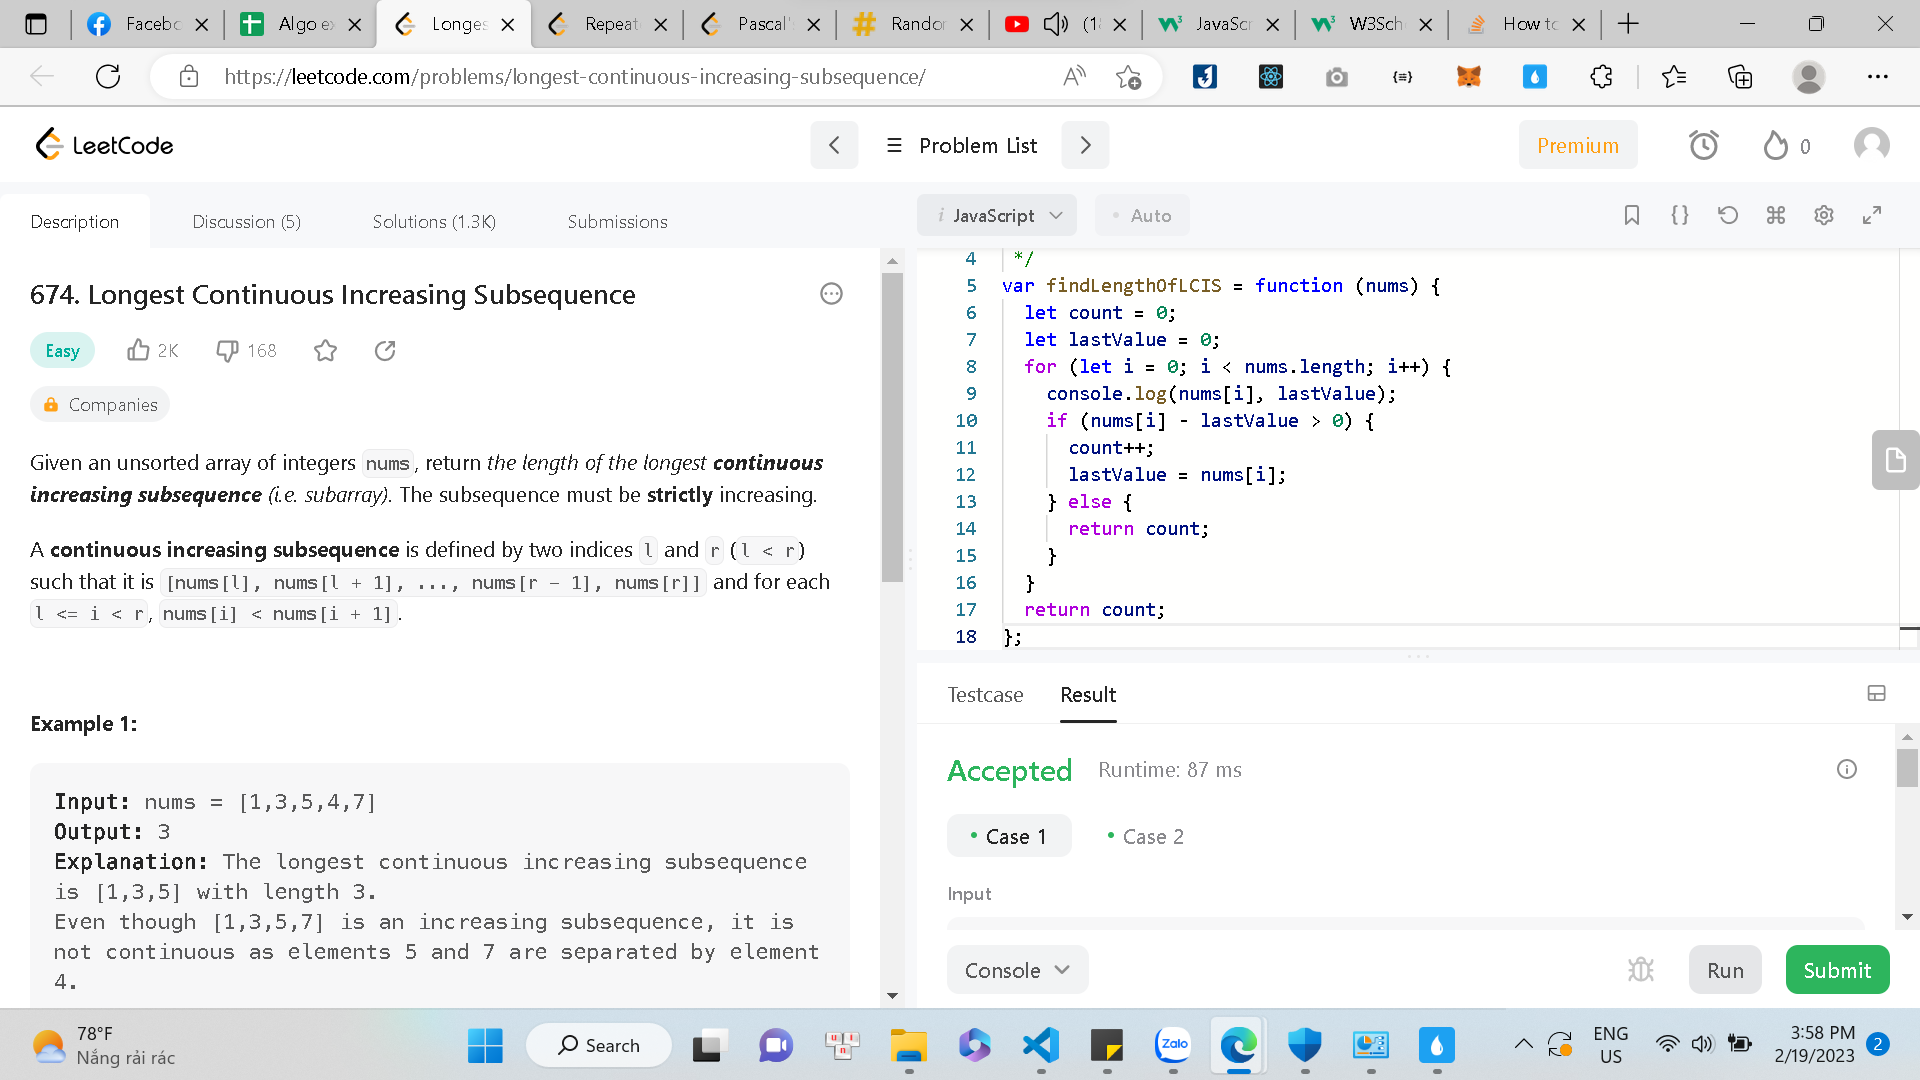 Facebo
Algo ex
Longes
Repeat
Pascal'
Random
(18
JavaScr
W3Sch
How to
https://leetcode.com/problems/longest-continuous-increasing-subsequence/
LeetCode
Problem List
Premium
0
Description
Discussion (5)
Solutions (1.3K)
Submissions
i JavaScript
• Auto
674. Longest Continuous Increasing Subsequence
Easy
2K
168
Companies
Given an unsorted array of integers nums, return the length of the longest continuous
increasing subsequence (i.e. subarray). The subsequence must be strictly increasing.
A continuous increasing subsequence is defined by two indices l and r (l < r)
such that it is [nums[l], nums[l + 1], ..., nums[r - 1], nums[r]] and for each
l <= i < r, nums[i] < nums[i + 1].
Example 1:
Input: nums = [1,3,5,4,7]
Output: 3
Explanation: The longest continuous increasing subsequence
is [1,3,5] with length 3.
Even though [1,3,5,7] is an increasing subsequence, it is
not continuous as elements 5 and 7 are separated by element
4.
4 */
5 var findLengthOfLCIS = function (nums) {
6 let count = 0;
7 let lastValue = 0;
8 for (let i = 0; i < nums.length; i++) {
9 console.log(nums[i], lastValue);
10 if (nums[i] - lastValue > 0) {
11 count++;
12 lastValue = nums[i];
13 } else {
14 return count;
15 }
16 }
17 return count;
18 };
Testcase
Result
Accepted
Runtime: 87 ms
• Case 1
• Case 2
Input
Console
Run
Submit
78°F
Nắng rải rác
Search
Zalo
ENG
US
3:58 PM
2/19/2023
2